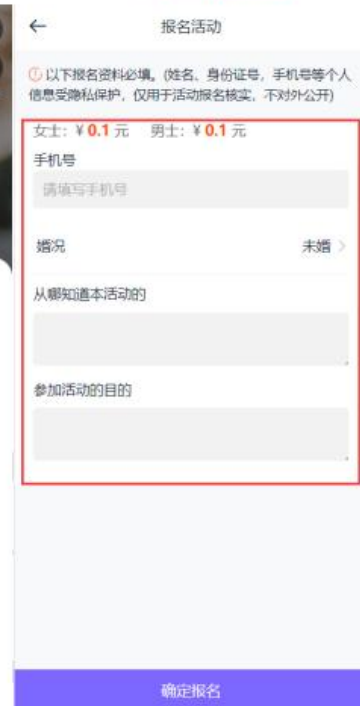 报名活动
以下报名资料必填。(姓名、身份证号，手机号等个人
信息受隐私保护，仅用于活动报名核实，不对外公开)
女士：¥0.1元 男士：¥0.1元
手机号
请填写手机号
婚况 未婚
从哪知道本活动的
参加活动的目的
确定报名